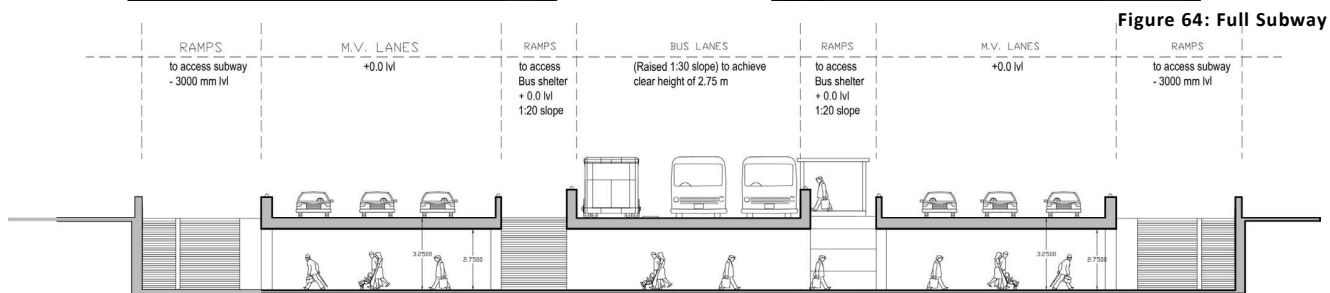 Figure 64: Full Subway
RAMPS
to access subway
- 3000 mm lvl
M.V. LANES
+0.0 lvl
RAMPS
to access
Bus shelter
+ 0.0 lvl
1:20 slope
BUS LANES
(Raised 1:30 slope) to achieve
clear height of 2.75 m
RAMPS
to access
Bus shelter
+ 0.0 lvl
1:20 slope
M.V. LANES
+0.0 lvl
RAMPS
to access subway
- 3000 mm lvl
3.2500
2.7500
3.2500
2.7500